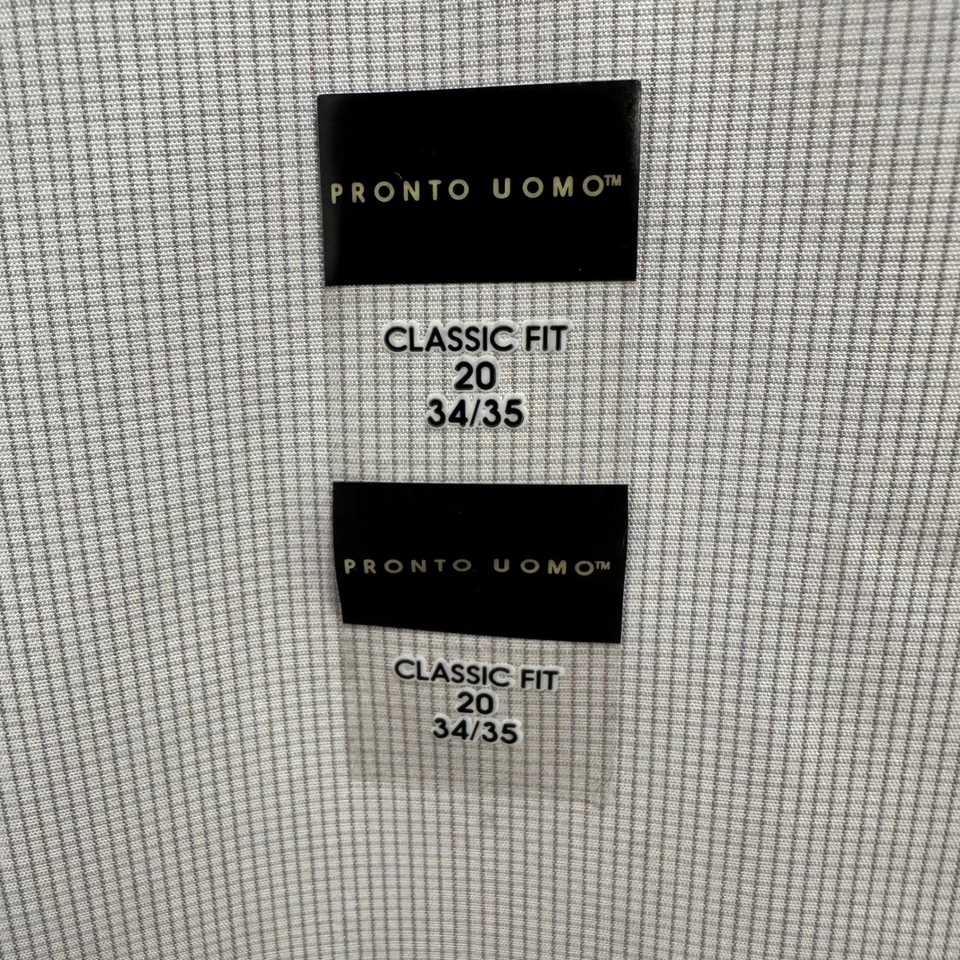 PRONTO UOMO™
CLASSIC FIT
20
34/35
PRONTO UOMO™
CLASSIC FIT
20
34/35